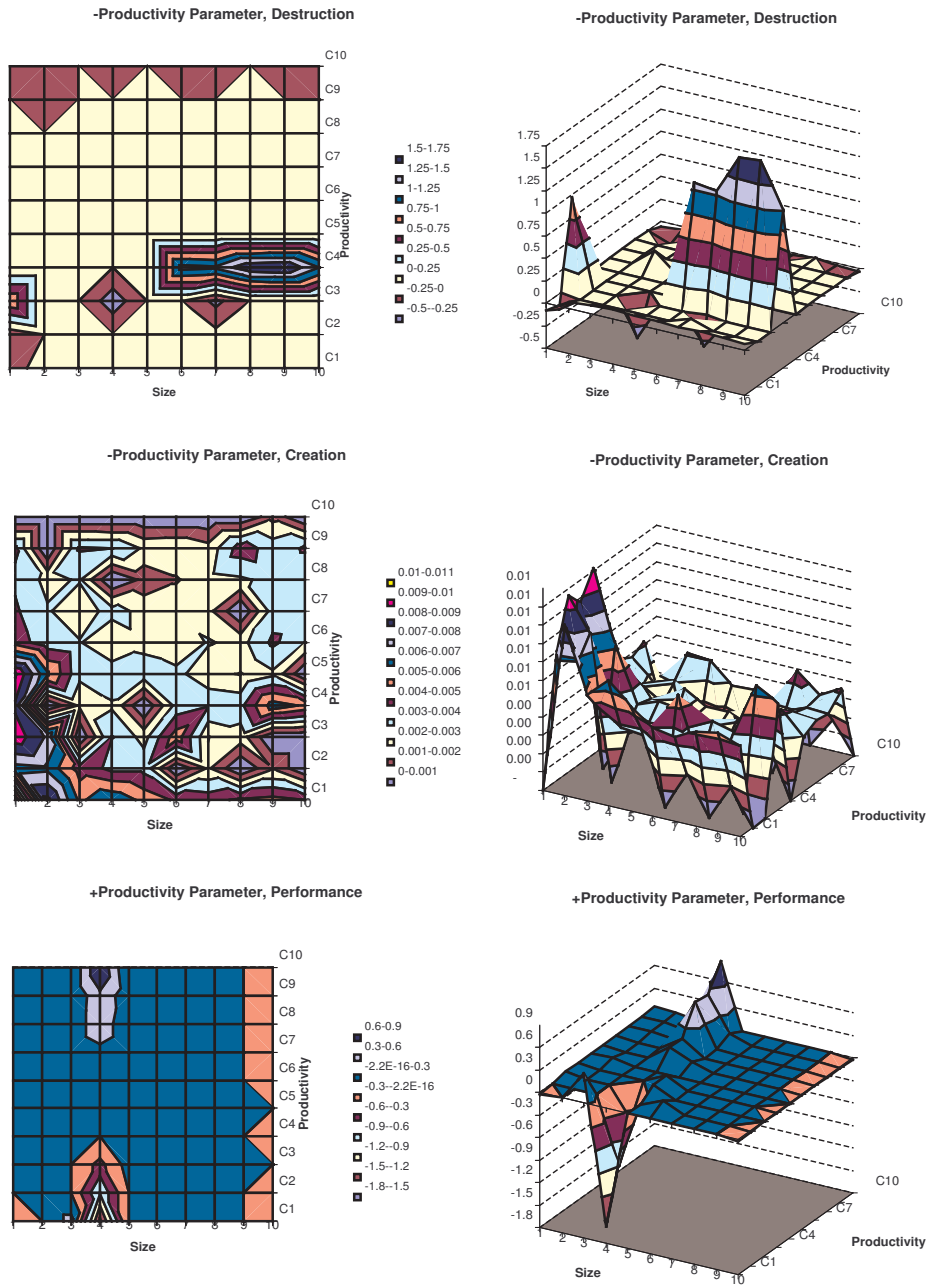 -Productivity Parameter, Destruction
C10
C9
C8
C7
C6
C5
C4
C3
C2
C1
Productivity
1 2 3 4 5 6 7 8 9 10
Size
1.5-1.75
1.25-1.5
1-1.25
0.75-1
0.5-0.75
0.25-0.5
0-0.25
-0.25-0
-0.5--0.25
-Productivity Parameter, Destruction
1.75
1.5
1.25
1
0.75
0.5
0.25
0
-0.25
-0.5
1 2 3 4 5 6 7 8 9 10
Size
C1
C4
C7
C10
Productivity
-Productivity Parameter, Creation
C10
C9
C8
C7
C6
C5
C4
C3
C2
C1
Productivity
1 2 3 4 5 6 7 8 9 10
Size
0.01-0.011
0.009-0.01
0.008-0.009
0.007-0.008
0.006-0.007
0.005-0.006
0.004-0.005
0.003-0.004
0.002-0.003
0.001-0.002
0-0.001
-Productivity Parameter, Creation
0.01
0.01
0.01
0.01
0.01
0.01
0.01
0.00
0.00
0.00
0.00
-
1 2 3 4 5 6 7 8 9 10
Size
C1
C4
C7
C10
Productivity
+Productivity Parameter, Performance
C10
C9
C8
C7
C6
C5
C4
C3
C2
C1
Productivity
1 2 3 4 5 6 7 8 9 10
Size
0.6-0.9
0.3-0.6
-2.2E-16-0.3
-0.3--2.2E-16
-0.6--0.3
-0.9--0.6
-1.2--0.9
-1.5--1.2
-1.8--1.5
+Productivity Parameter, Performance
0.9
0.6
0.3
0
-0.3
-0.6
-0.9
-1.2
-1.5
-1.8
1 2 3 4 5 6 7 8 9 10
Size
C1
C4
C7
C10
Productivity